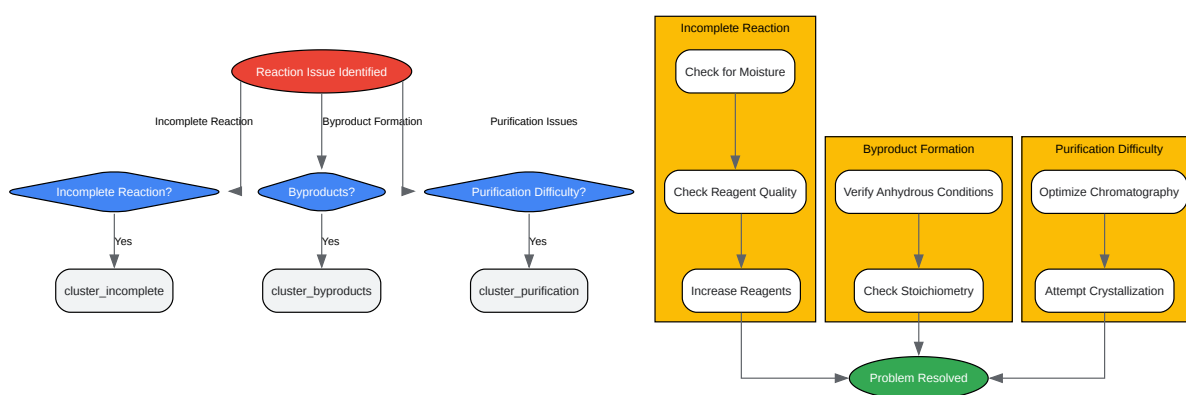 Reaction Issue Identified
Incomplete Reaction
Byproduct Formation
Purification Issues
Incomplete Reaction?
Byproducts?
Purification Difficulty?
Yes
Yes
Yes
cluster_incomplete
cluster_byproducts
cluster_purification
Incomplete Reaction
Check for Moisture
Check Reagent Quality
Increase Reagents
Byproduct Formation
Verify Anhydrous Conditions
Check Stoichiometry
Purification Difficulty
Optimize Chromatography
Attempt Crystallization
Problem Resolved